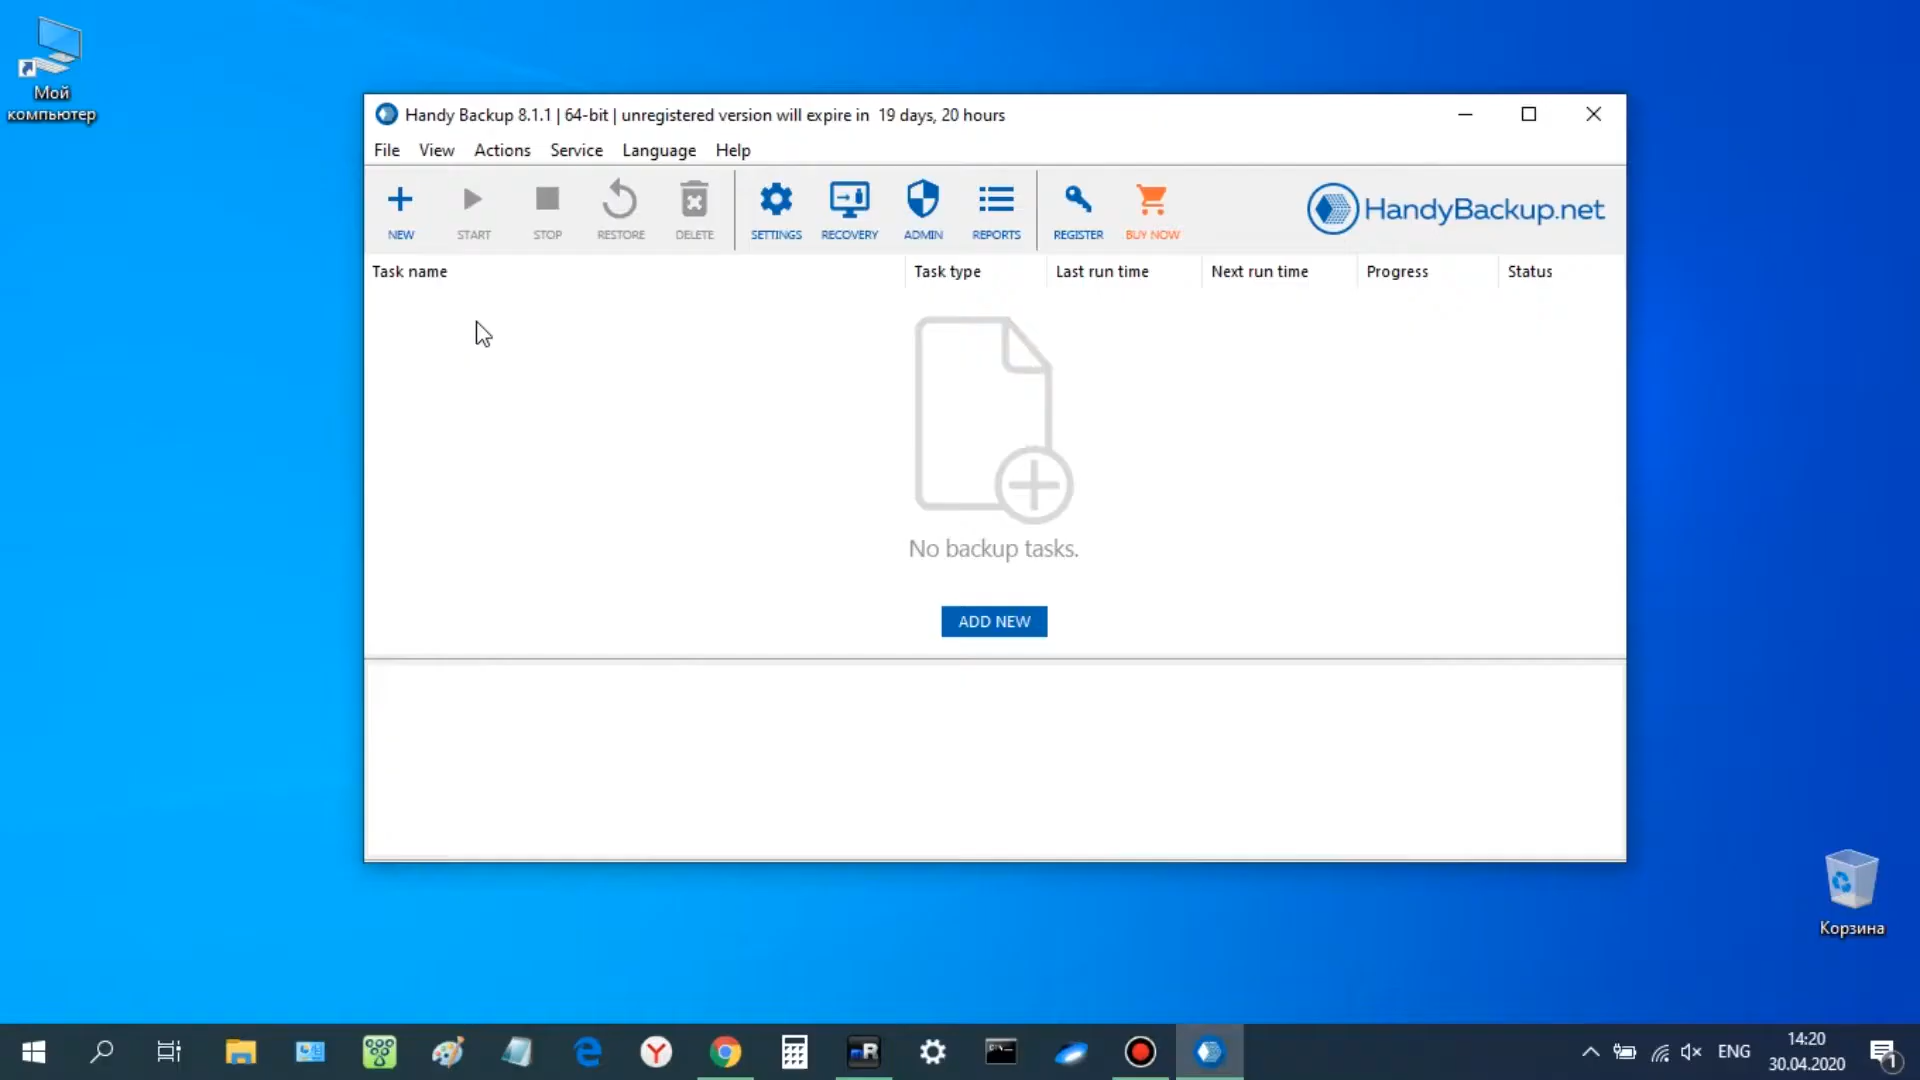 Мой
компьютер
Handy Backup 8.1.1 | 64-bit | unregistered version will expire in 19 days, 20 hours
File View Actions Service Language Help
NEW START STOP RESTORE DELETE SETTINGS RECOVERY ADMIN REPORTS REGISTER BUY NOW
HandyBackup.net
Task name Task type Last run time Next run time Progress Status
No backup tasks.
ADD NEW
Корзина
ENG
14:20
30.04.2020
1